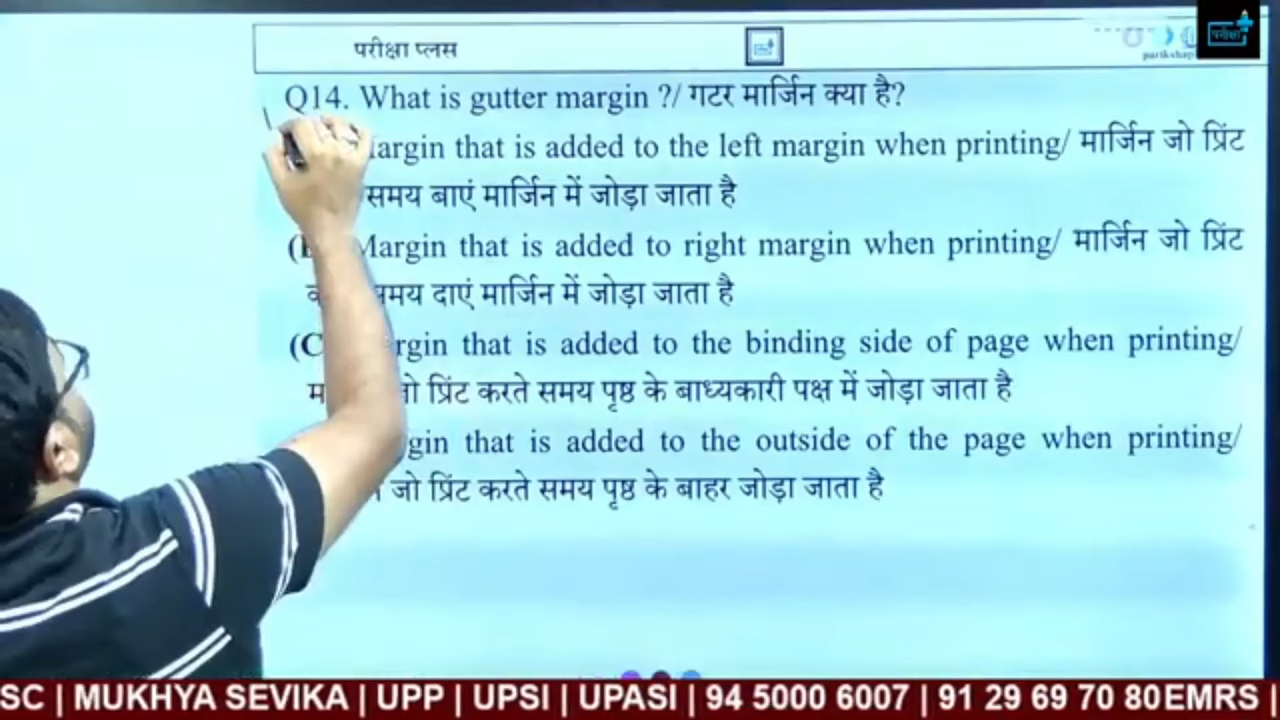 परीक्षा प्लस
परीक्षा
Q14. What is gutter margin ?/ गटर मार्जिन क्या है?
that is added to the left margin when printing/ मार्जिन जो प्रिंट
समय बाएं मार्जिन में जोड़ा जाता है
Margin that is added to right margin when printing/ मार्जिन जो प्रिंट
समय दाएं मार्जिन में जोड़ा जाता है
(C that is added to the binding side of page when printing/
जो प्रिंट करते समय पृष्ठ के बाध्यकारी पक्ष में जोड़ा जाता है
that is added to the outside of the page when printing/
जो प्रिंट करते समय पृष्ठ के बाहर जोड़ा जाता है
SC | MUKHYA SEVIKA | UPP | UPSI | UPASI | 94 5000 6007 | 91 29 69 70 80EMRS |